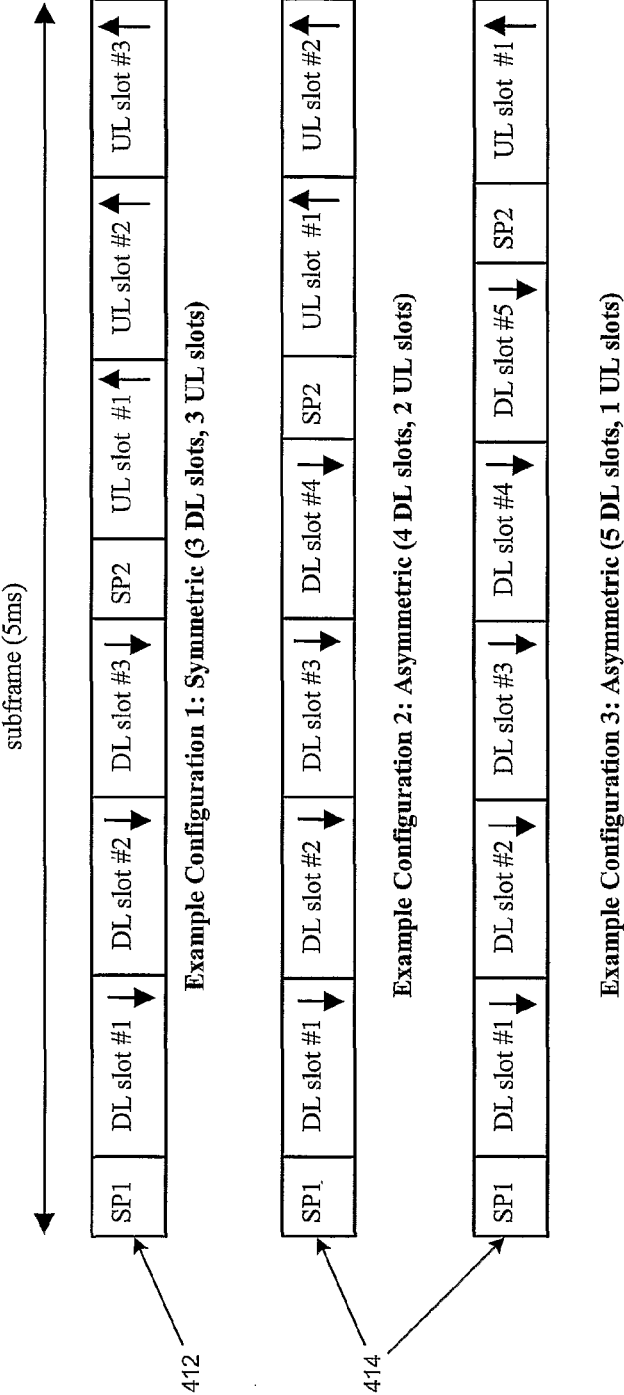 subframe (5ms)
412
SP1 DL slot #1 DL slot #2 DL slot #3 SP2 UL slot #1 UL slot #2 UL slot #3
Example Configuration 1: Symmetric (3 DL slots, 3 UL slots)
414
SP1 DL slot #1 DL slot #2 DL slot #3 DL slot #4 SP2 UL slot #1 UL slot #2
Example Configuration 2: Asymmetric (4 DL slots, 2 UL slots)
SP1 DL slot #1 DL slot #2 DL slot #3 DL slot #4 DL slot #5 SP2 UL slot #1
Example Configuration 3: Asymmetric (5 DL slots, 1 UL slots)